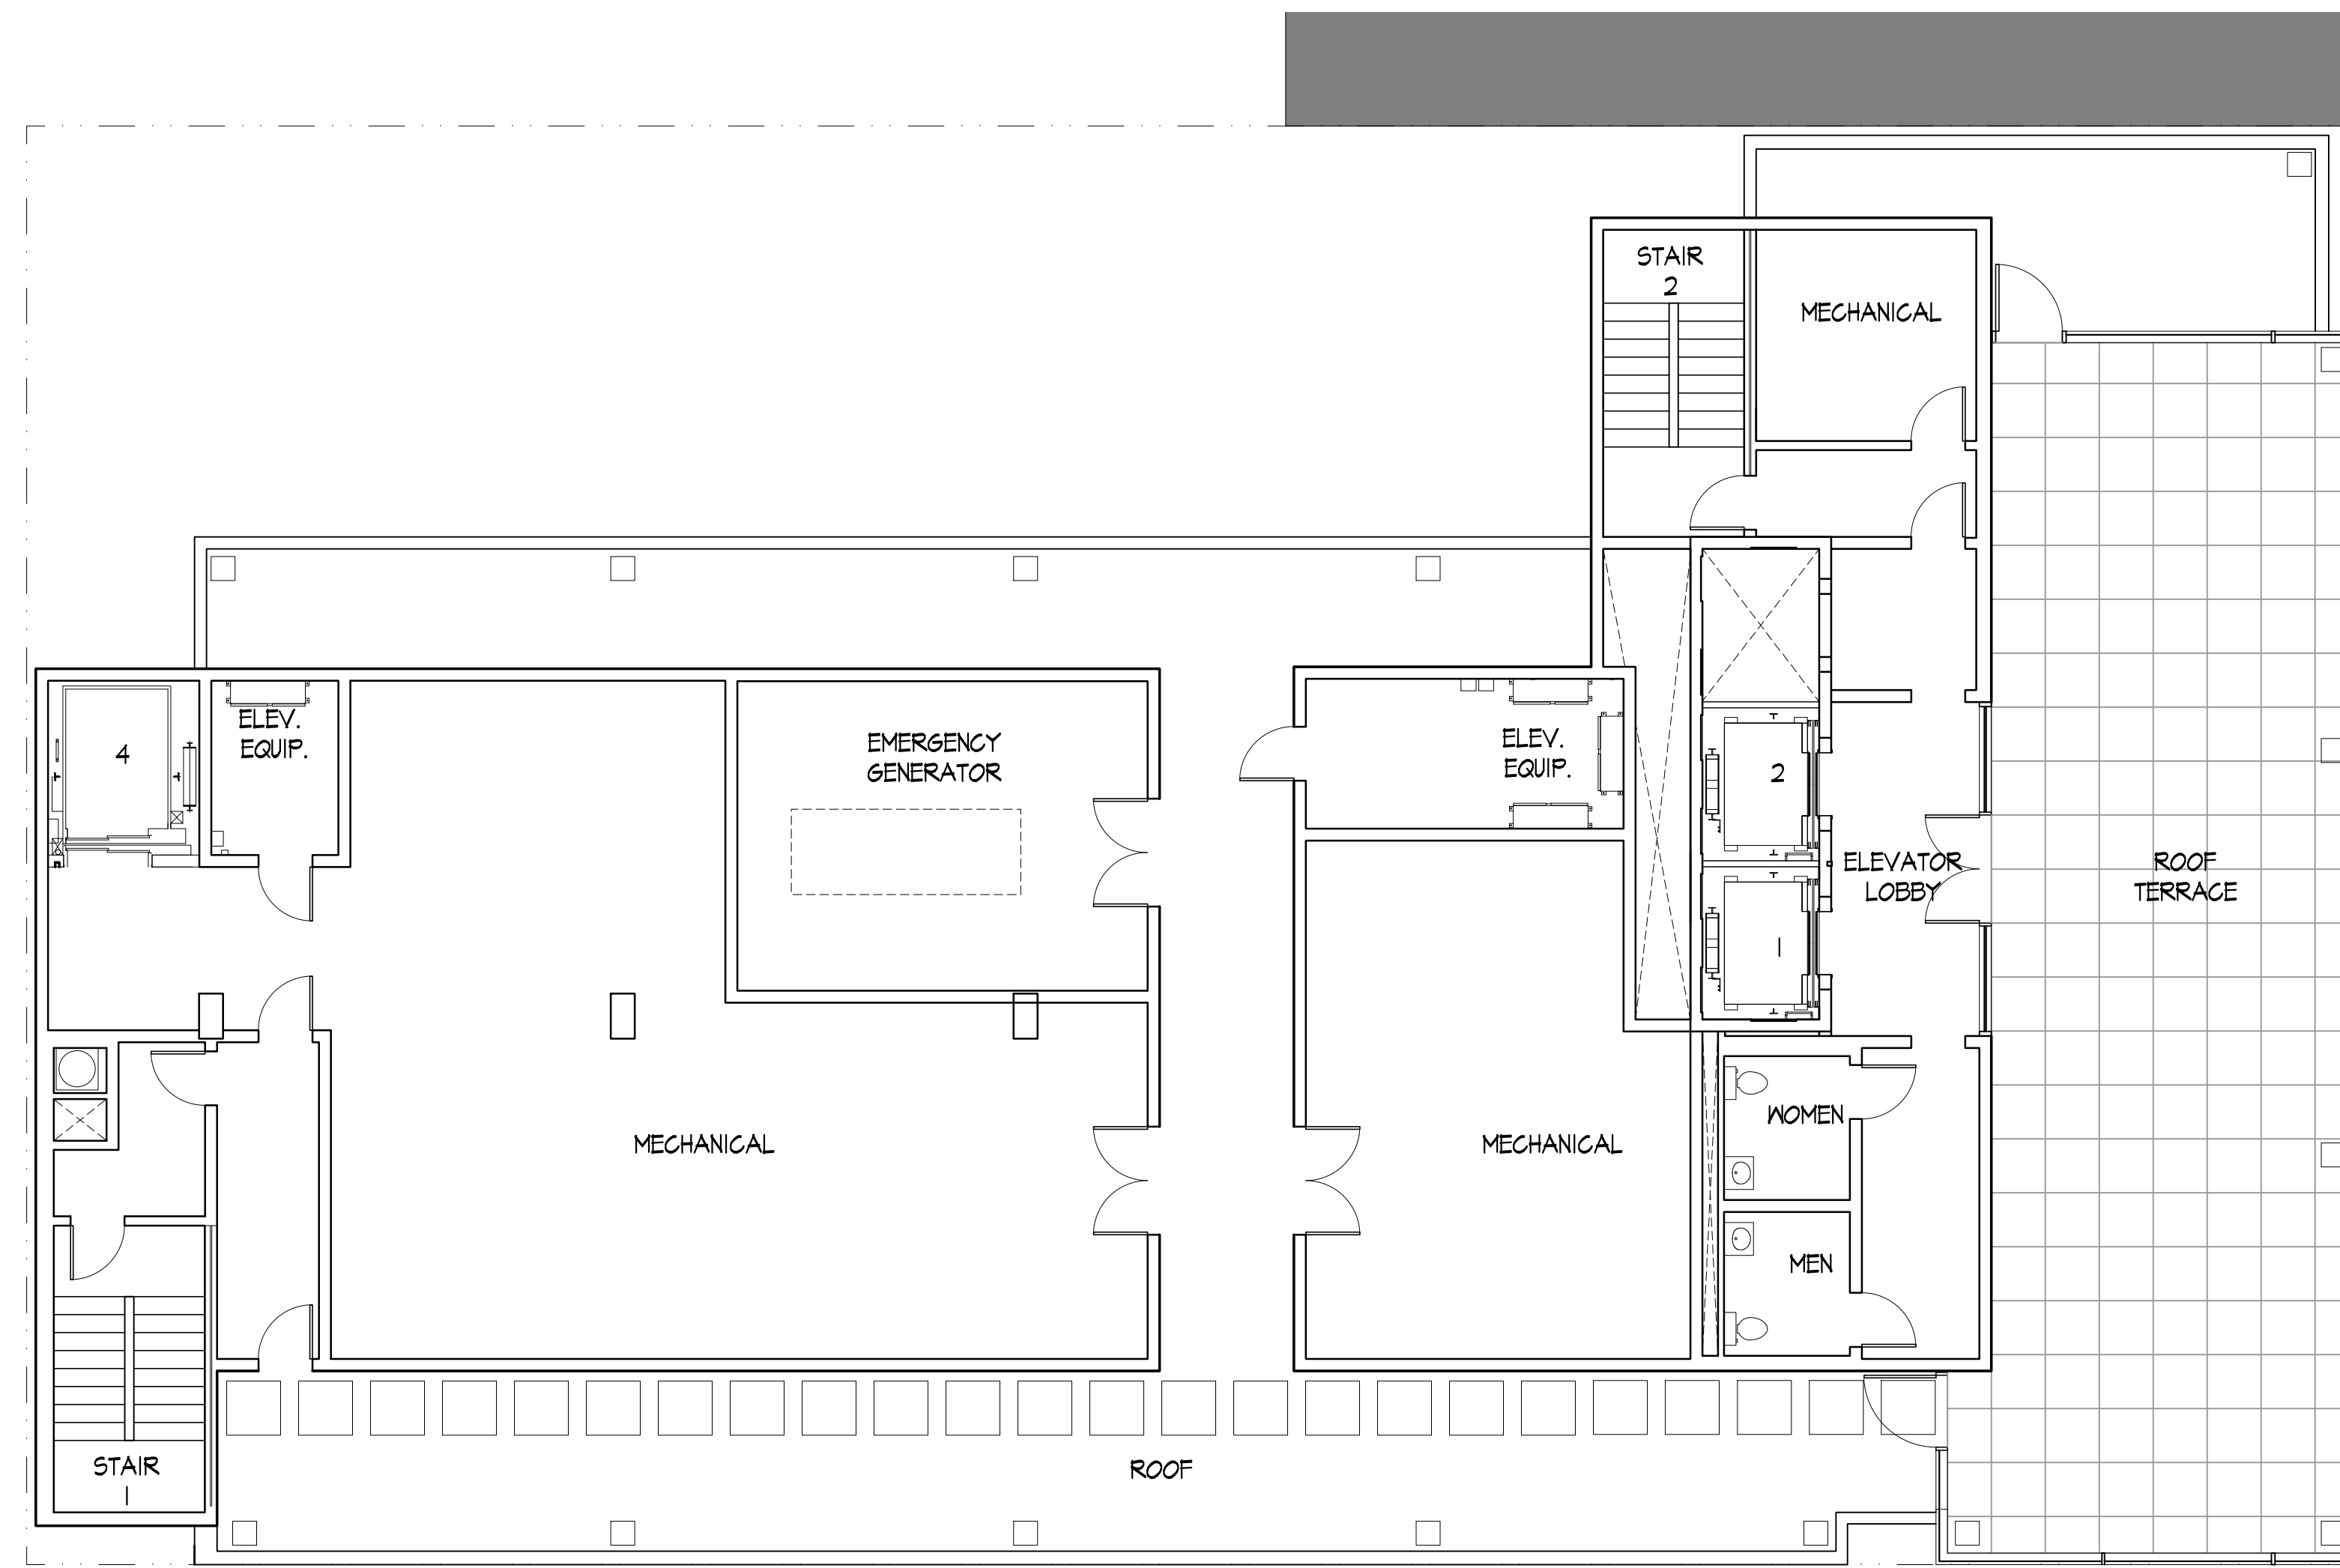 STAIR
2
MECHANICAL
4
ELEV.
EQUIP.
EMERGENCY
GENERATOR
ELEV.
EQUIP.
2
ELEVATOR
LOBBY
ROOF
TERRACE
1
MECHANICAL
MECHANICAL
WOMEN
MEN
STAIR
1
ROOF